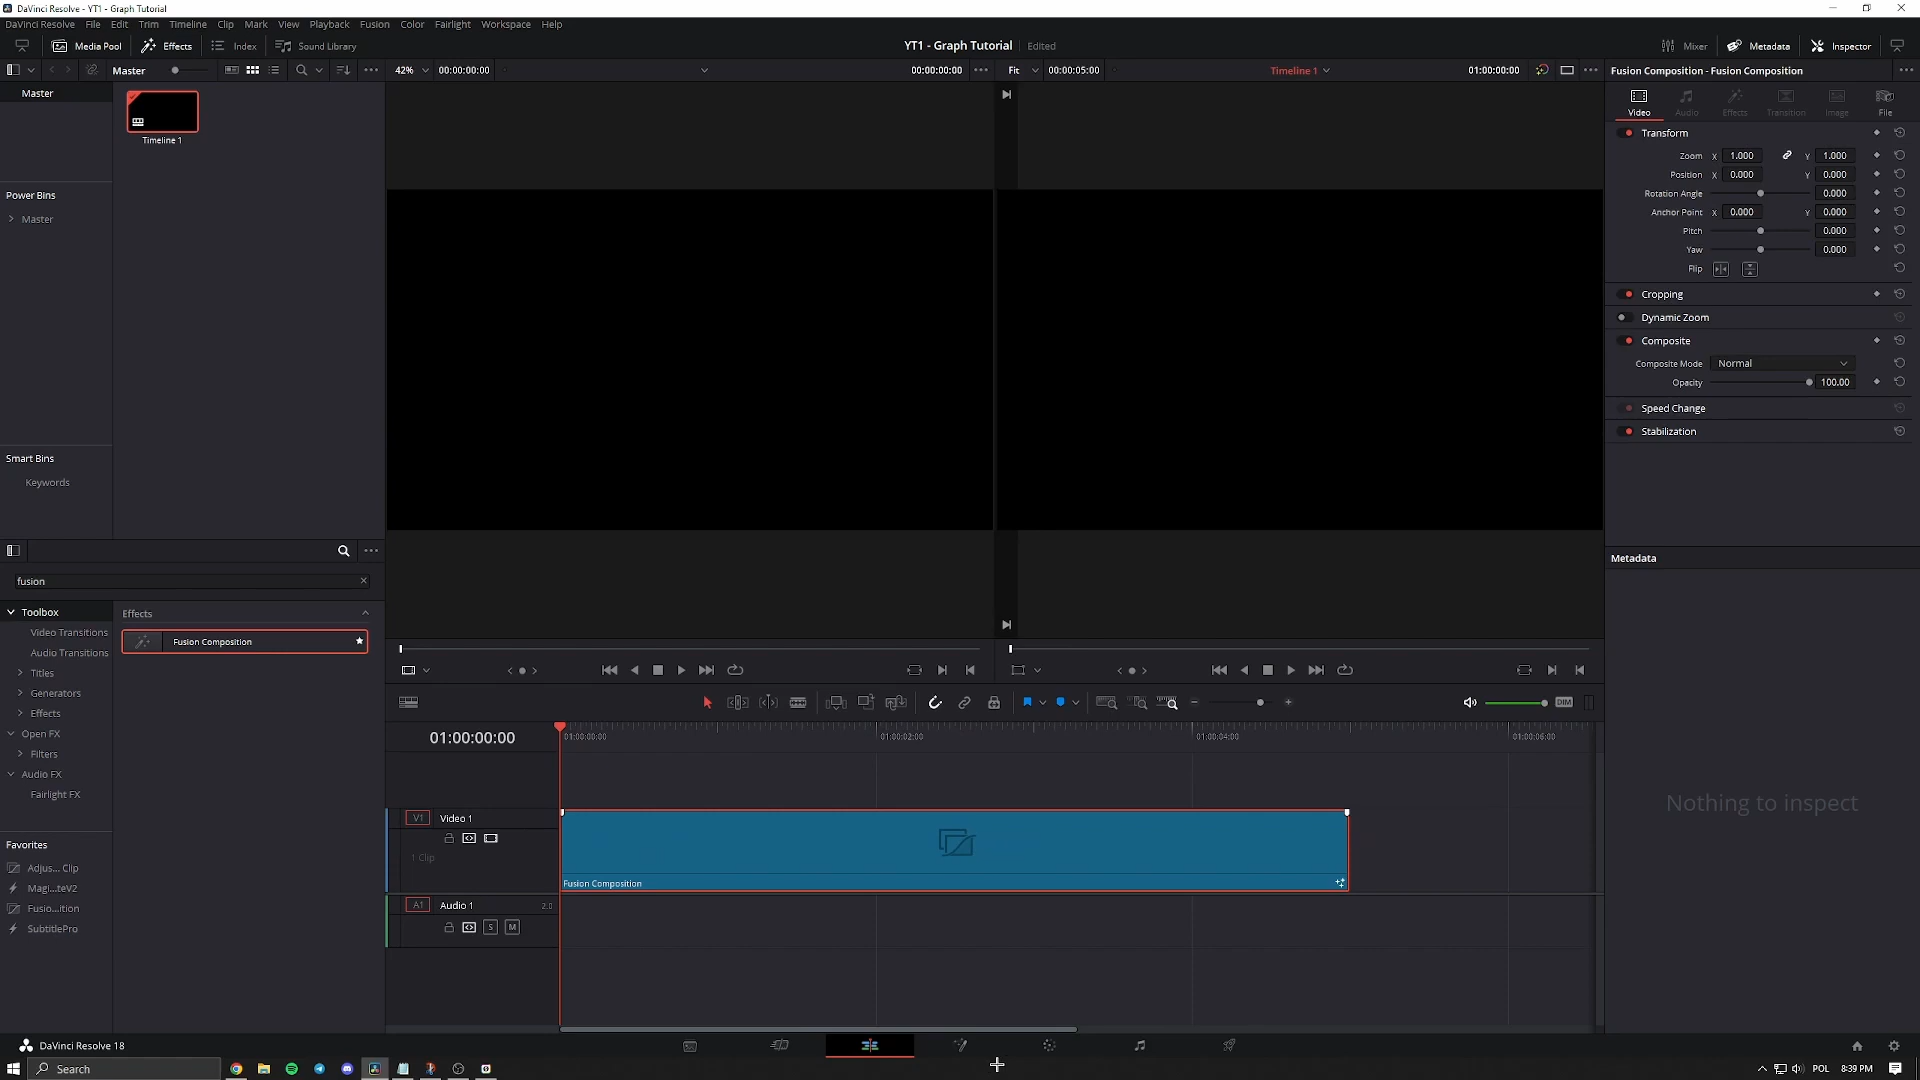 DaVinci Resolve - YT1 - Graph Tutorial
DaVinci Resolve File Edit Trim Timeline Clip Mark View Playback Fusion Color Fairlight Workspace Help
Media Pool Effects Index Sound Library YT1 - Graph Tutorial Edited Mixer Metadata Inspector
Master 42% 00:00:00:00 00:00:00:00 Fit 00:00:05:00 Timeline 1 01:00:00:00 Fusion Composition - Fusion Composition
Master
Timeline 1
Power Bins
Master
Smart Bins
Keywords
Video Audio Effects Transition Image File
Transform
Zoom X 1.000 Y 1.000
Position X 0.000 Y 0.000
Rotation Angle 0.000
Anchor Point X 0.000 Y 0.000
Pitch 0.000
Yaw 0.000
Flip
Cropping
Dynamic Zoom
Composite
Composite Mode Normal
Opacity 100.00
Speed Change
Stabilization
Metadata
Nothing to inspect
fusion
Toolbox
Video Transitions
Audio Transitions
Titles
Generators
Effects
Open FX
Filters
Audio FX
Fairlight FX
Effects
Fusion Composition
Favorites
Adjus... Clip
Magi...teV2
Fusio...ition
SubtitlePro
DIM
01:00:00:00 01:00:00:00 01:00:02:00 01:00:04:00 01:00:06:00
V1 Video 1
1 Clip
Fusion Composition
A1 Audio 1 2.0
S M
DaVinci Resolve 18
Search POL 8:39 PM